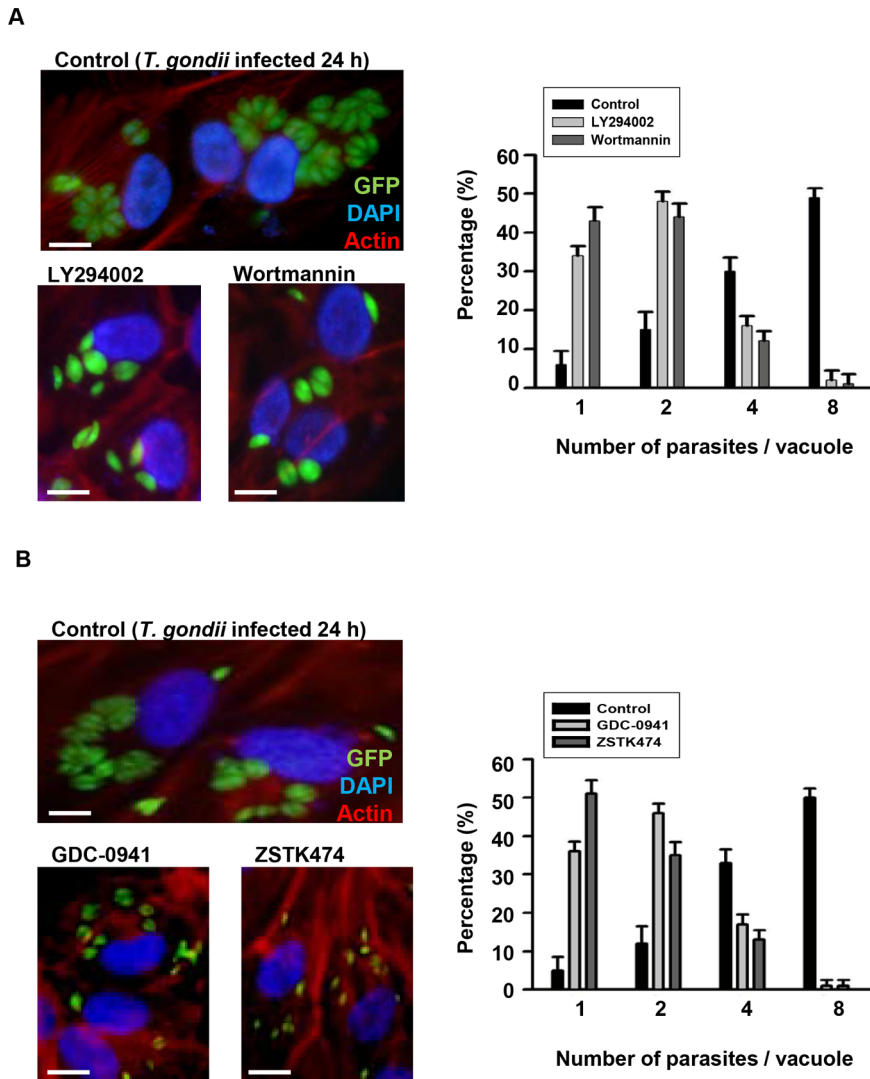 A
Control (T. gondii infected 24 h)
GFP
DAPI
Actin
LY294002
Wortmannin
Control
LY294002
Wortmannin
Percentage (%)
60
50
40
30
20
10
0
1
2
4
8
Number of parasites / vacuole
B
Control (T. gondii infected 24 h)
GFP
DAPI
Actin
GDC-0941
ZSTK474
Control
GDC-0941
ZSTK474
Percentage (%)
60
50
40
30
20
10
0
1
2
4
8
Number of parasites / vacuole